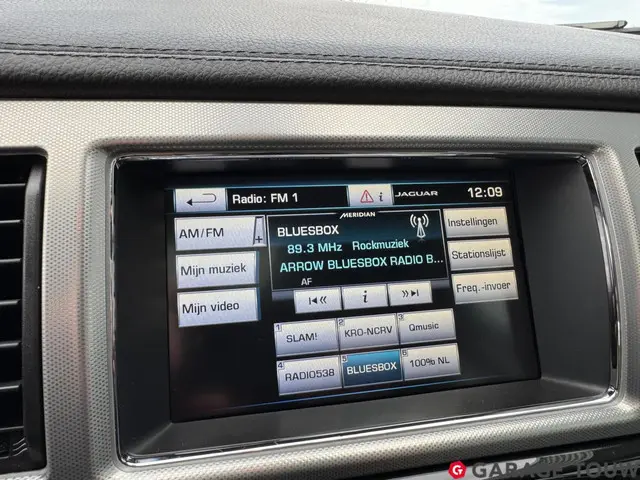 Radio: FM 1
i
JAGUAR
12:09
AM/FM
+
MERIDIAN
BLUESBOX
89.3 MHz Rockmuziek
ARROW BLUESBOX RADIO B...
AF
Instellingen
Mijn muziek
Stationslijst
Mijn video
Freq.-invoer
i
1 SLAM!
2 KRO-NCRV
3 Qmusic
4 RADIO538
5 BLUESBOX
6 100% NL
G GARAGE TOUW